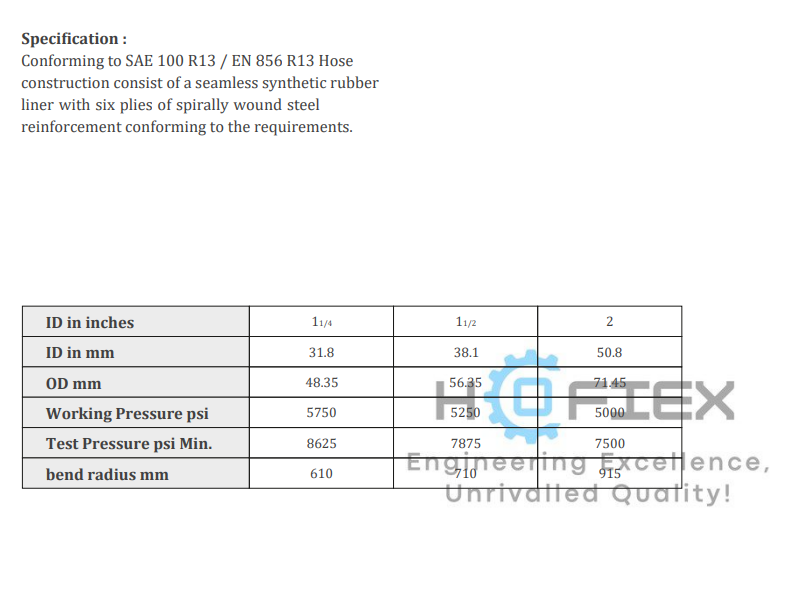 Specification :
Conforming to SAE 100 R13 / EN 856 R13 Hose
construction consist of a seamless synthetic rubber
liner with six plies of spirally wound steel
reinforcement conforming to the requirements.
ID in inches 1 1/4 1 1/2 2
ID in mm 31.8 38.1 50.8
OD mm 48.35 56.35 71.45
HOFIEX
Working Pressure psi 5750 5250 5000
Test Pressure psi Min. 8625 7875 7500
Engineering Excellence,
bend radius mm 610 710 915
Unrivalled Quality!